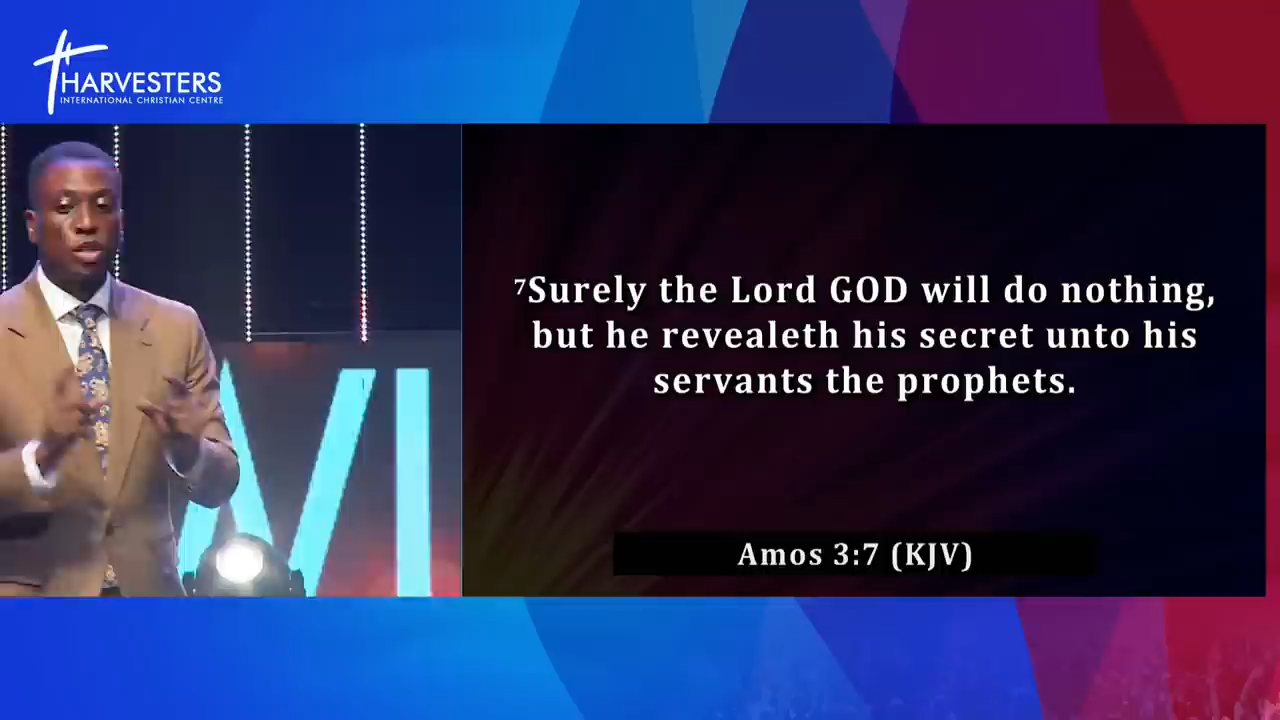 HARVESTERS
INTERNATIONAL CHRISTIAN CENTRE
⁷Surely the Lord GOD will do nothing,
but he revealeth his secret unto his
servants the prophets.
Amos 3:7 (KJV)